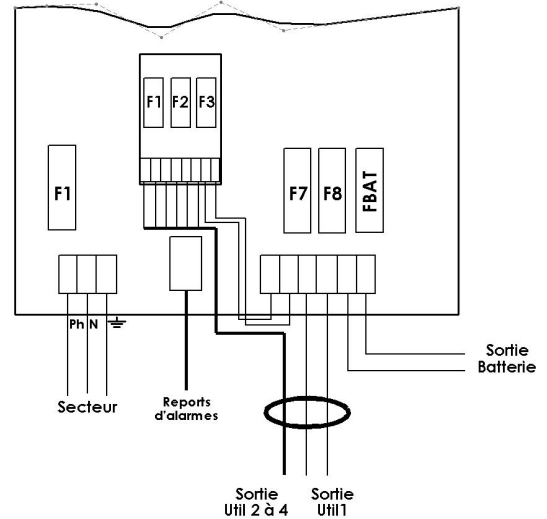 F1 F2 F3
F1
F7 F8 FBAT
Ph N
Secteur
Reports
d'alarmes
Sortie
Batterie
Sortie
Util 2 à 4
Sortie
Util1